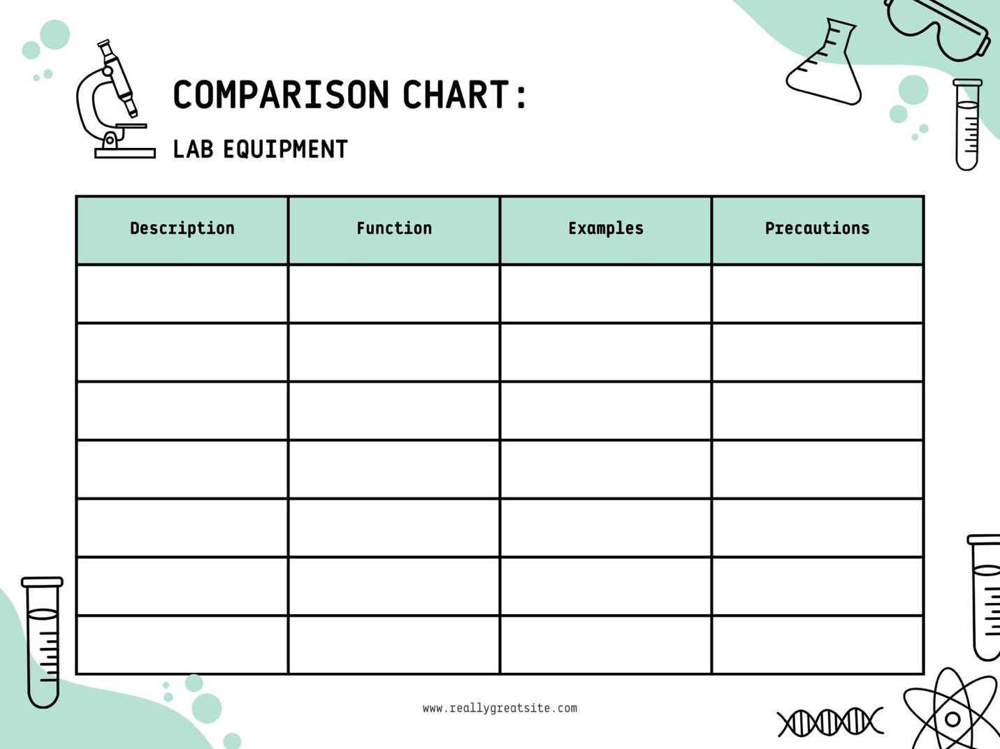 COMPARISON CHART:
LAB EQUIPMENT
Description Function Examples Precautions
www.reallygreatsite.com